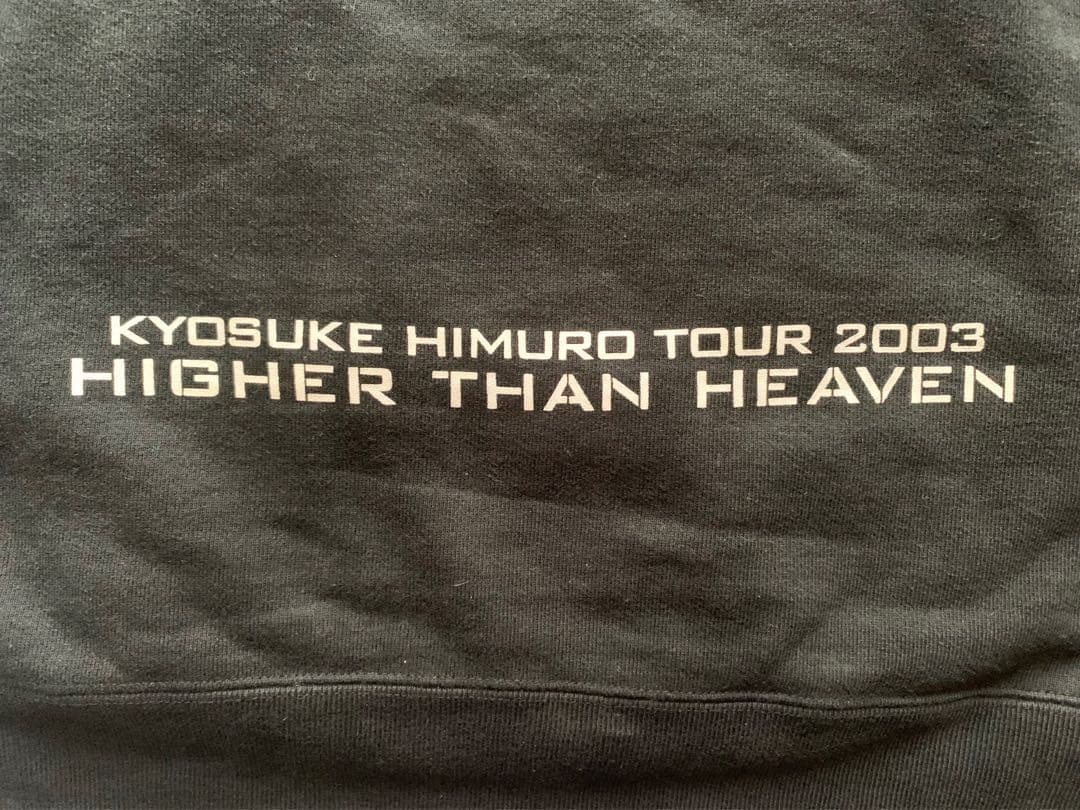 KYOSUKE HIMURO TOUR 2003
HIGHER THAN HEAVEN